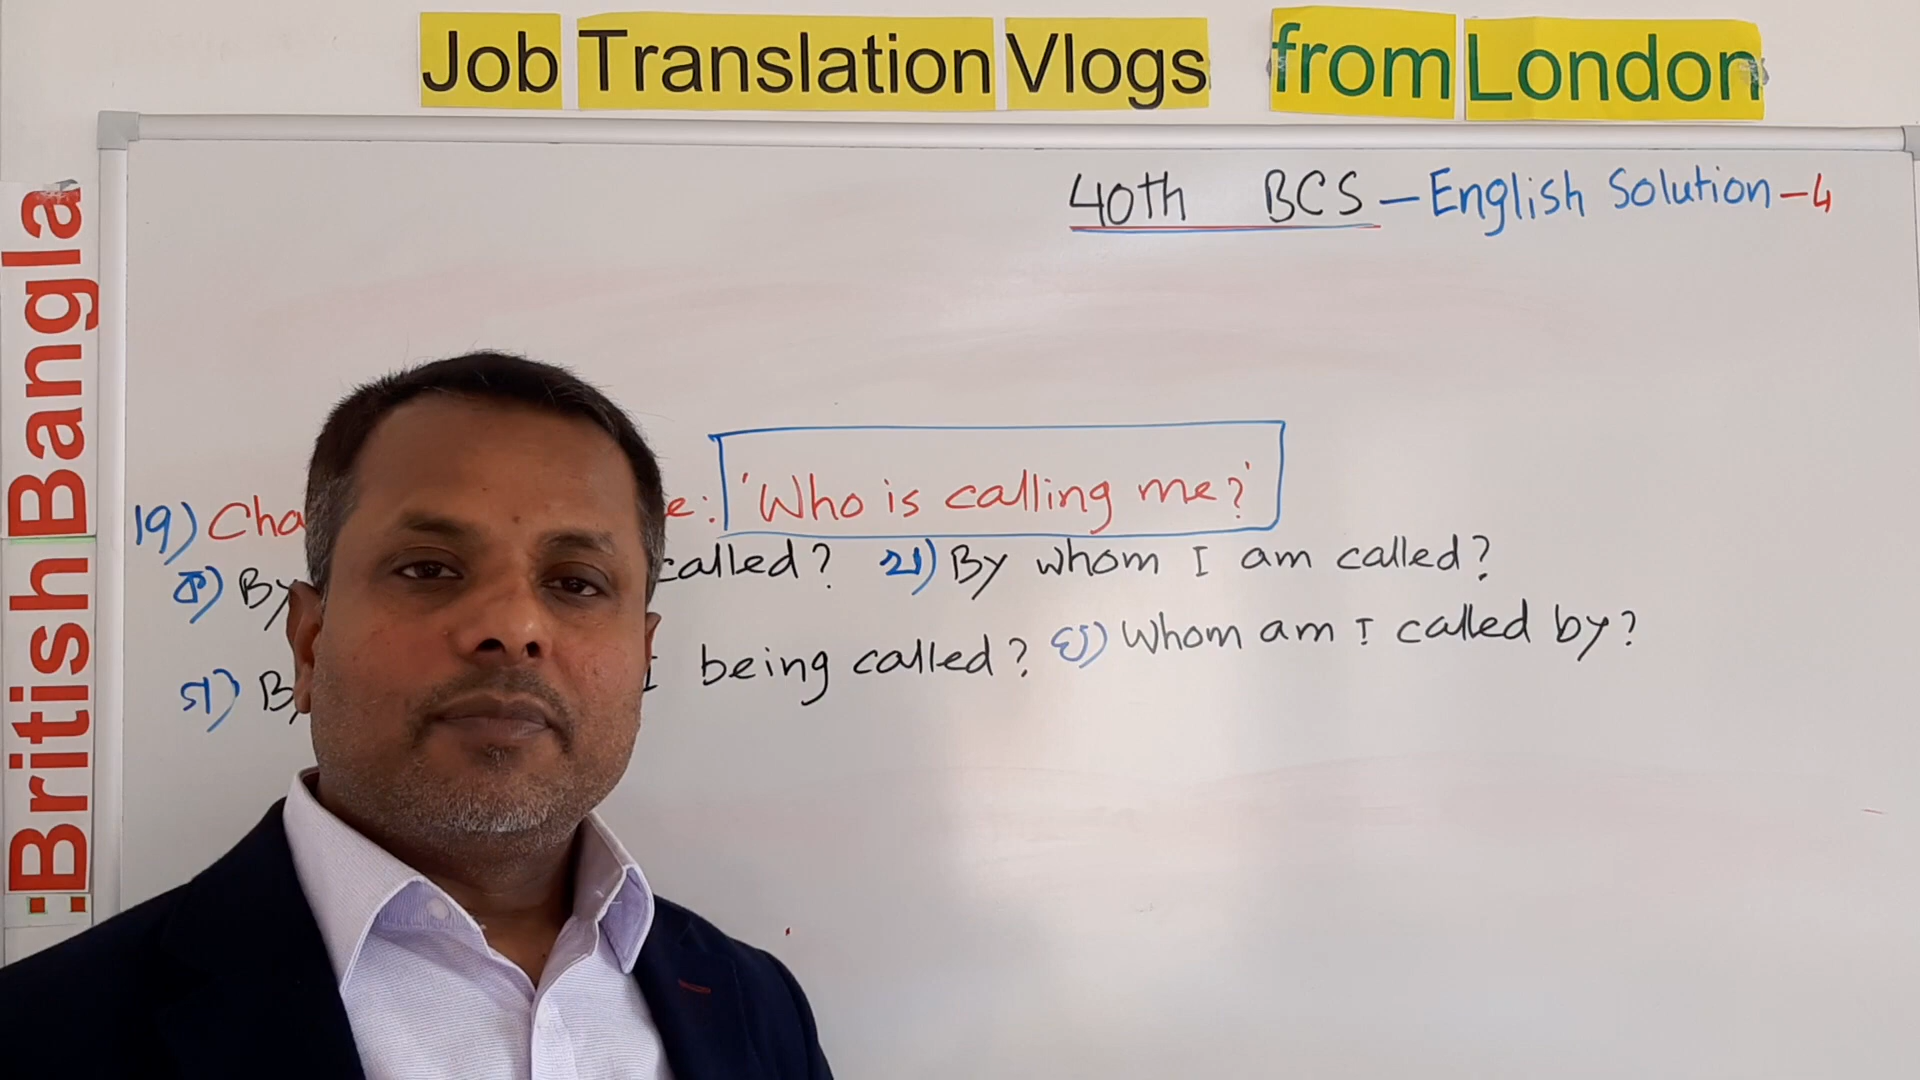 Job Translation Vlogs from London
British Bangla
40th BCS – English Solution – 4
19) Cha e: 'Who is calling me?'
ক) By called? খ) By whom I am called?
গ) B I being called? ঘ) Whom am I called by?